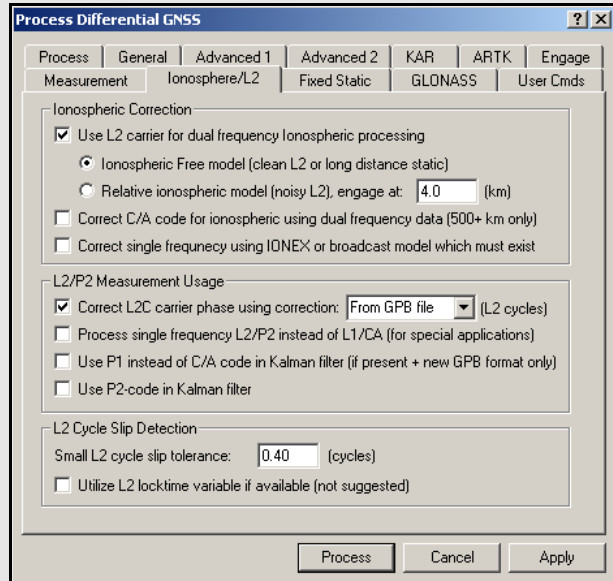 Process Differential GNSS
Process General Advanced 1 Advanced 2 KAR ARTK Engage
Measurement Ionosphere/L2 Fixed Static GLONASS User Cmds
Ionospheric Correction
Use L2 carrier for dual frequency Ionospheric processing
Ionospheric Free model (clean L2 or long distance static)
Relative ionospheric model (noisy L2), engage at: 4.0 (km)
Correct C/A code for ionospheric using dual frequency data (500+ km only)
Correct single frequnecy using IONEX or broadcast model which must exist
L2/P2 Measurement Usage
Correct L2C carrier phase using correction: From GPB file (L2 cycles)
Process single frequency L2/P2 instead of L1/CA (for special applications)
Use P1 instead of C/A code in Kalman filter (if present + new GPB format only)
Use P2-code in Kalman filter
L2 Cycle Slip Detection
Small L2 cycle slip tolerance: 0.40 (cycles)
Utilize L2 locktime variable if available (not suggested)
Process Cancel Apply